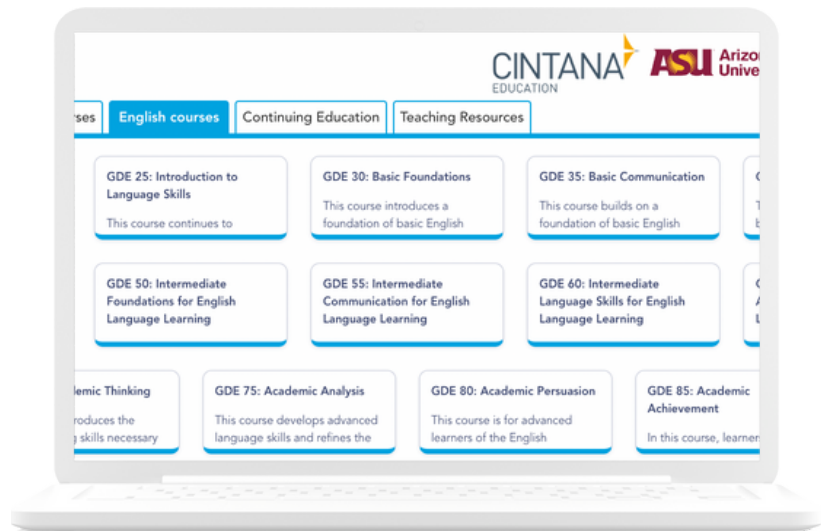 CINTANA
EDUCATION
ASU Arizo
Unive
ses
English courses
Continuing Education
Teaching Resources
GDE 25: Introduction to
Language Skills
This course continues to
GDE 30: Basic Foundations
This course introduces a
foundation of basic English
GDE 35: Basic Communication
This course builds on a
foundation of basic English
GDE 50: Intermediate
Foundations for English
Language Learning
GDE 55: Intermediate
Communication for English
Language Learning
GDE 60: Intermediate
Language Skills for English
Language Learning
lemic Thinking
roduces the
skills necessary
GDE 75: Academic Analysis
This course develops advanced
language skills and refines the
GDE 80: Academic Persuasion
This course is for advanced
learners of the English
GDE 85: Academic
Achievement
In this course, learner